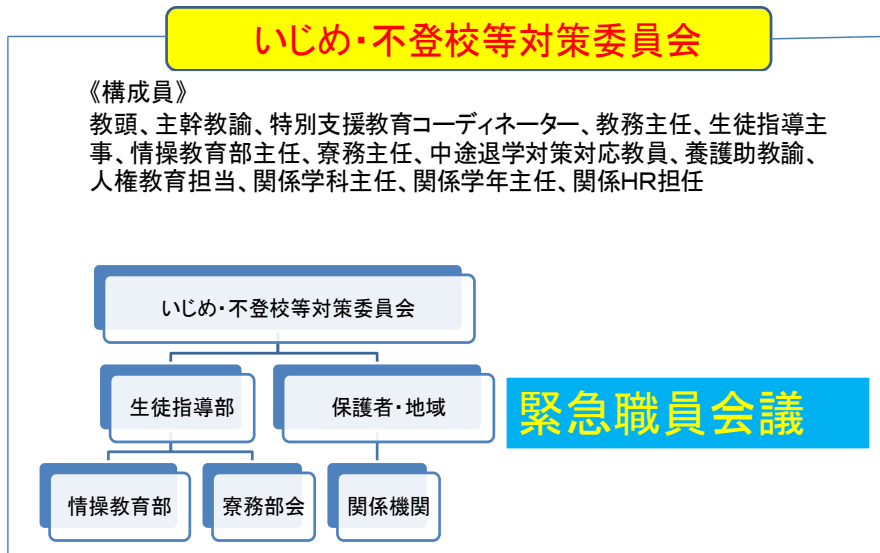 いじめ・不登校等対策委員会
《構成員》
教頭、主幹教諭、特別支援教育コーディネーター、教務主任、生徒指導主
事、情操教育部主任、寮務主任、中途退学対策対応教員、養護助教諭、
人権教育担当、関係学科主任、関係学年主任、関係HR担任
いじめ・不登校等対策委員会
生徒指導部
保護者・地域
緊急職員会議
情操教育部
寮務部会
関係機関